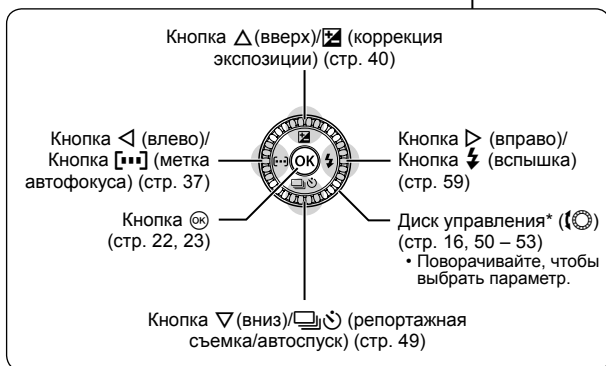 Кнопка △(вверх)/ (коррекция
экспозиции) (стр. 40)
Кнопка ◁ (влево)/
Кнопка [▪▪▪] (метка
автофокуса) (стр. 37)
Кнопка ▷ (вправо)/
Кнопка ⚡ (вспышка)
(стр. 59)
OK
Кнопка OK
(стр. 22, 23)
Диск управления* ()
(стр. 16, 50 – 53)
• Поворачивайте, чтобы
выбрать параметр.
Кнопка ▽(вниз)/ (репортажная
съемка/автоспуск) (стр. 49)